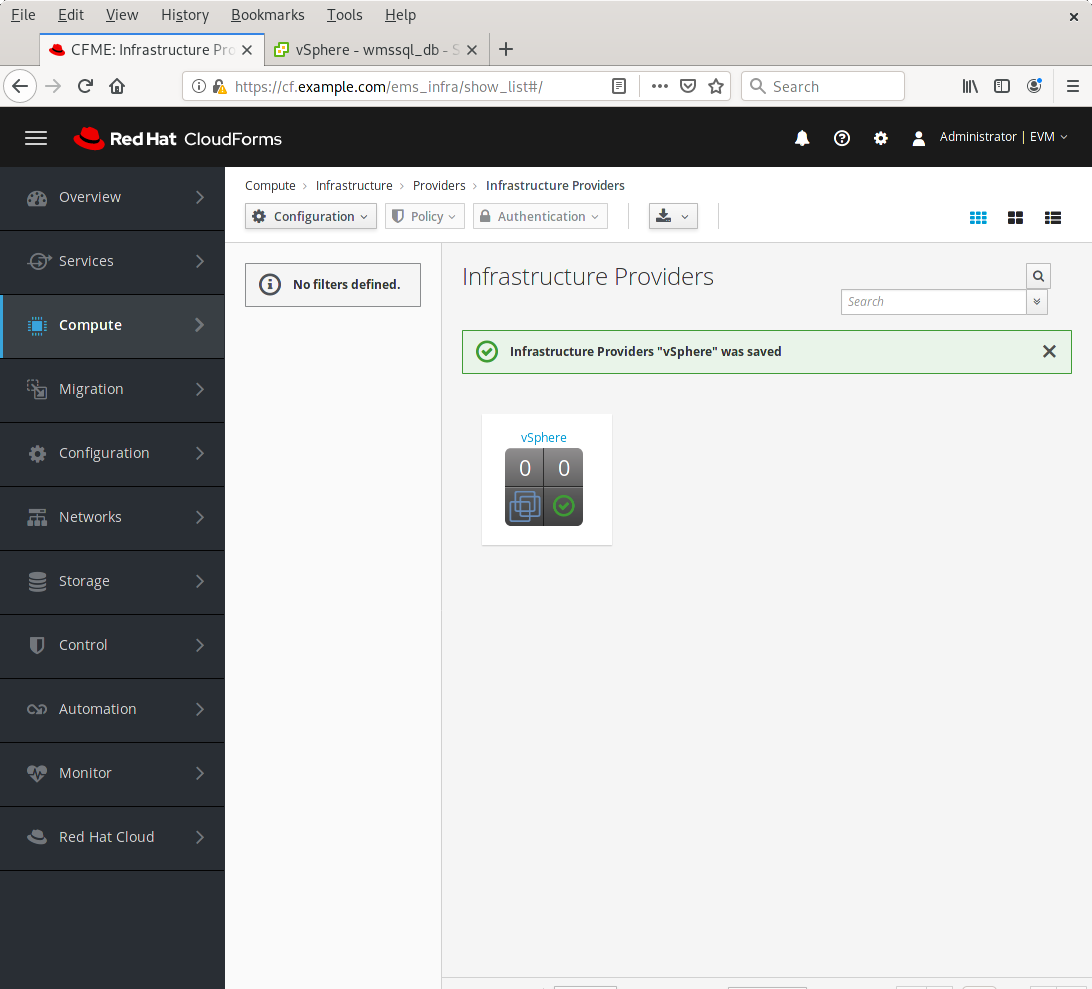 File Edit View History Bookmarks Tools Help
CFME: Infrastructure Pro
vSphere - wmssql_db - S
https://cf.example.com/ems_infra/show_list#/
Search
Red Hat CloudForms
Administrator | EVM
Overview
Services
Compute
Migration
Configuration
Networks
Storage
Control
Automation
Monitor
Red Hat Cloud
Compute Infrastructure Providers Infrastructure Providers
Configuration Policy Authentication
No filters defined.
Infrastructure Providers
Search
Infrastructure Providers "vSphere" was saved
vSphere
0 0